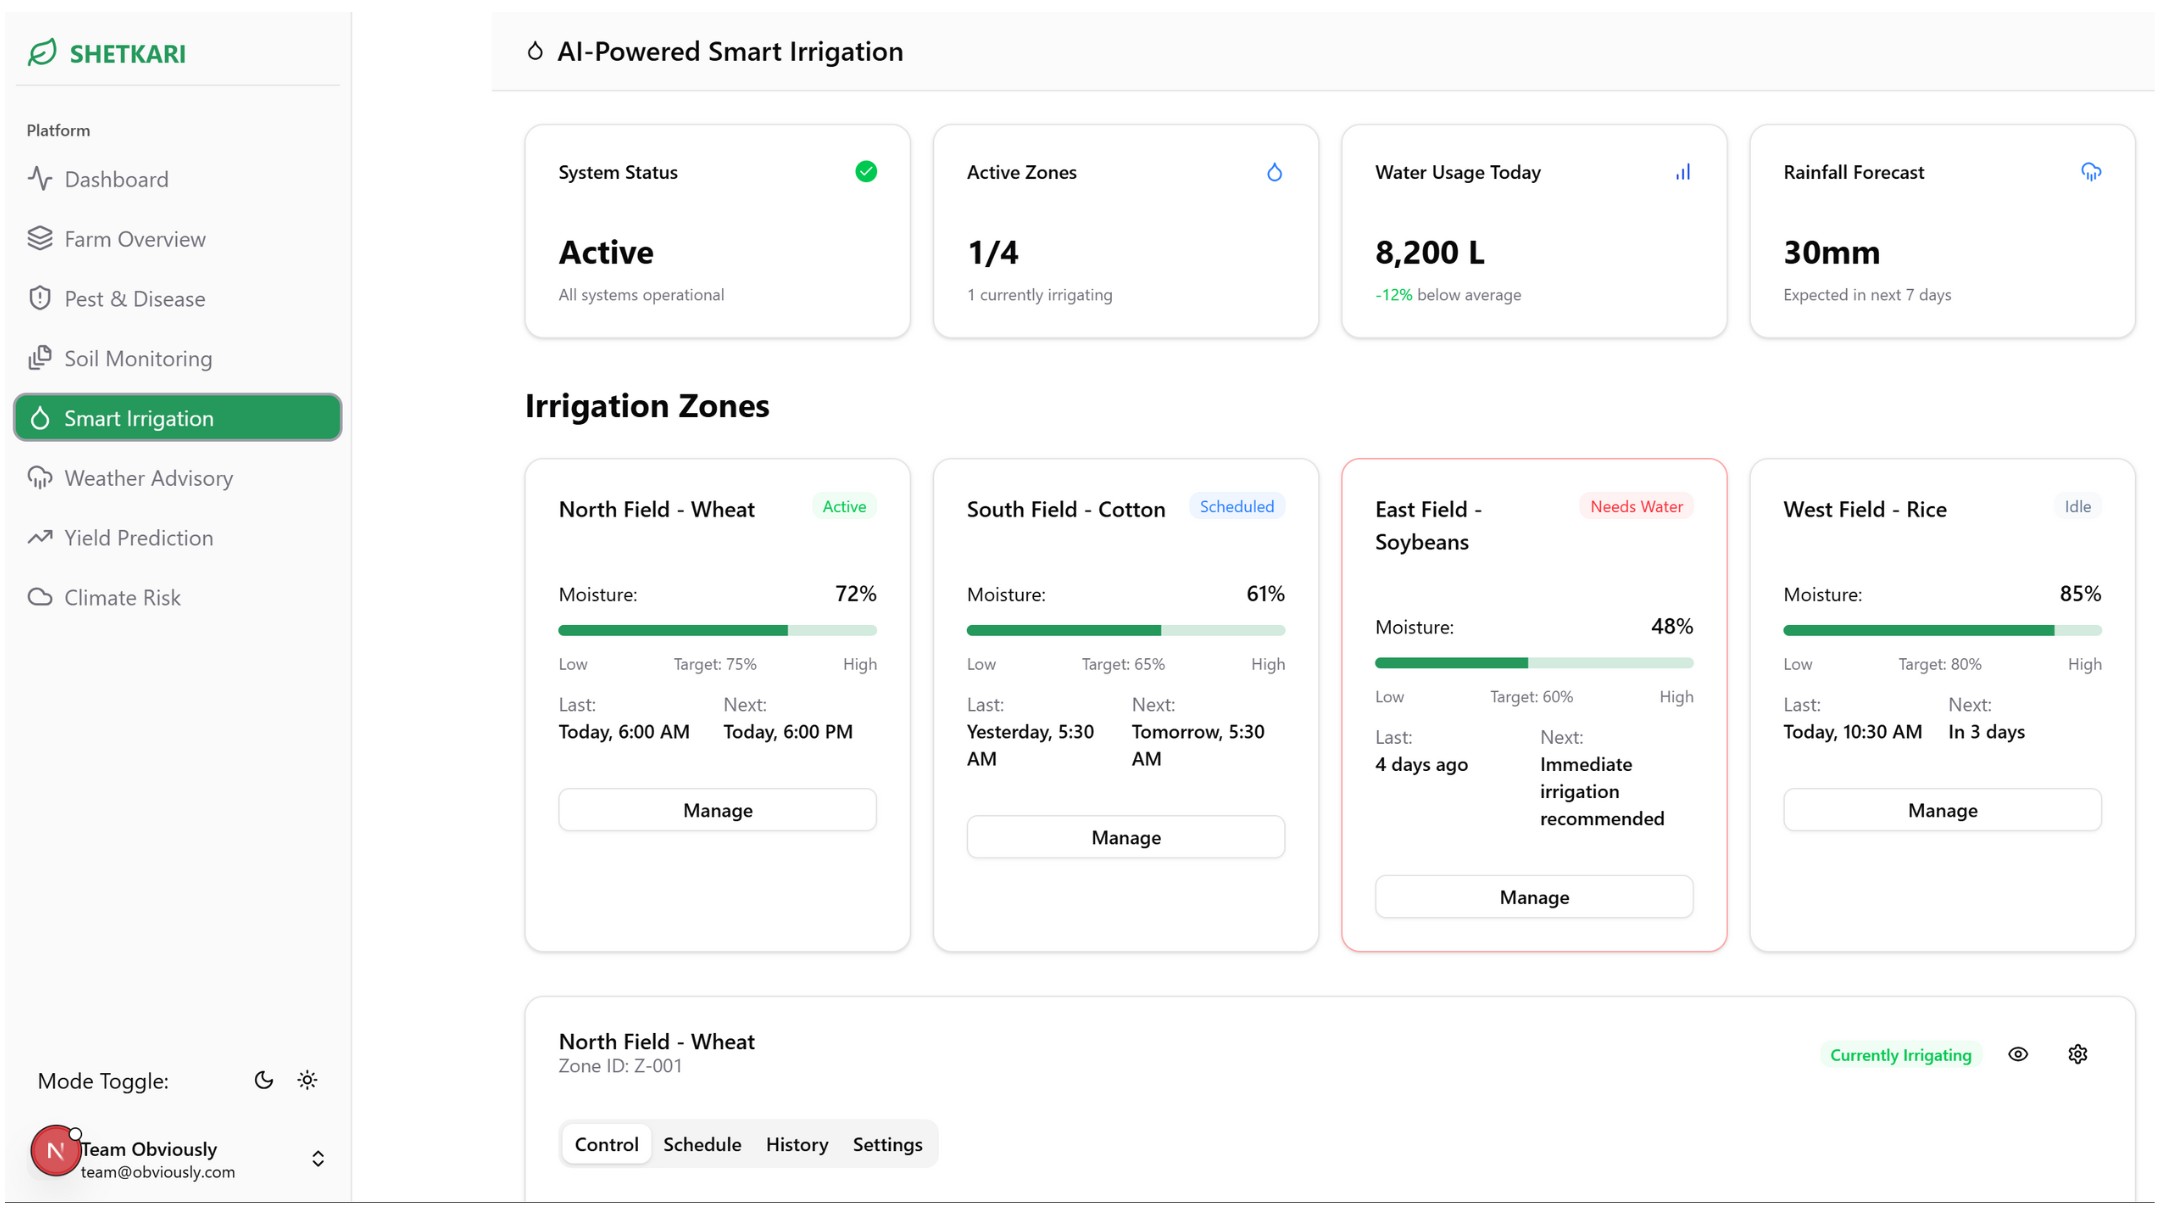 SHETKARI
Platform
Dashboard
Farm Overview
Pest & Disease
Soil Monitoring
Smart Irrigation
Weather Advisory
Yield Prediction
Climate Risk
Mode Toggle:
N
Team Obviously
team@obviously.com
AI-Powered Smart Irrigation
System Status
Active
All systems operational
Active Zones
1/4
1 currently irrigating
Water Usage Today
8,200 L
-12% below average
Rainfall Forecast
30mm
Expected in next 7 days
Irrigation Zones
North Field - Wheat
Active
Moisture: 72%
Low Target: 75% High
Last: Next:
Today, 6:00 AM Today, 6:00 PM
Manage
South Field - Cotton
Scheduled
Moisture: 61%
Low Target: 65% High
Last: Next:
Yesterday, 5:30 Tomorrow, 5:30
AM AM
Manage
East Field - Needs Water
Soybeans
Moisture: 48%
Low Target: 60% High
Last: Next:
4 days ago Immediate
irrigation
recommended
Manage
West Field - Rice
Idle
Moisture: 85%
Low Target: 80% High
Last: Next:
Today, 10:30 AM In 3 days
Manage
North Field - Wheat
Zone ID: Z-001
Currently Irrigating
Control Schedule History Settings